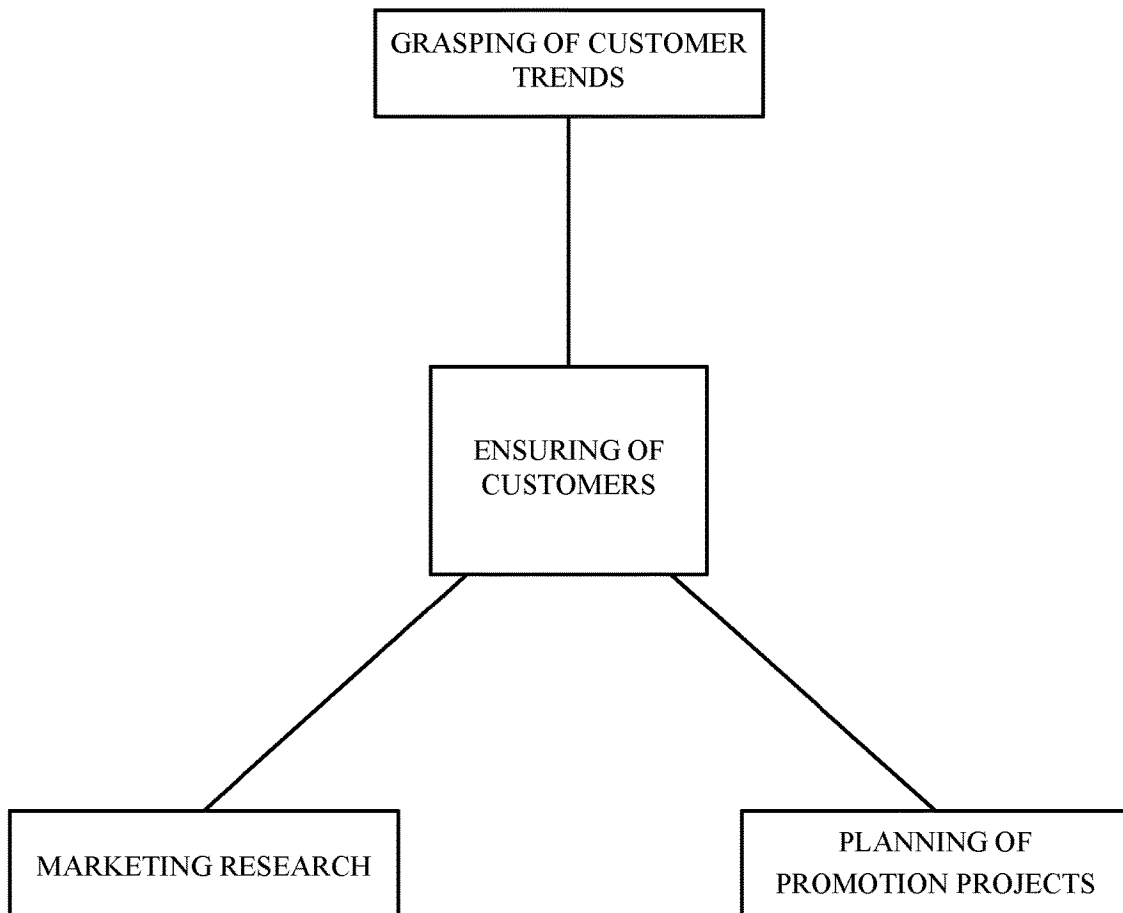 GRASPING OF CUSTOMER
TRENDS
ENSURING OF
CUSTOMERS
MARKETING RESEARCH
PLANNING OF
PROMOTION PROJECTS